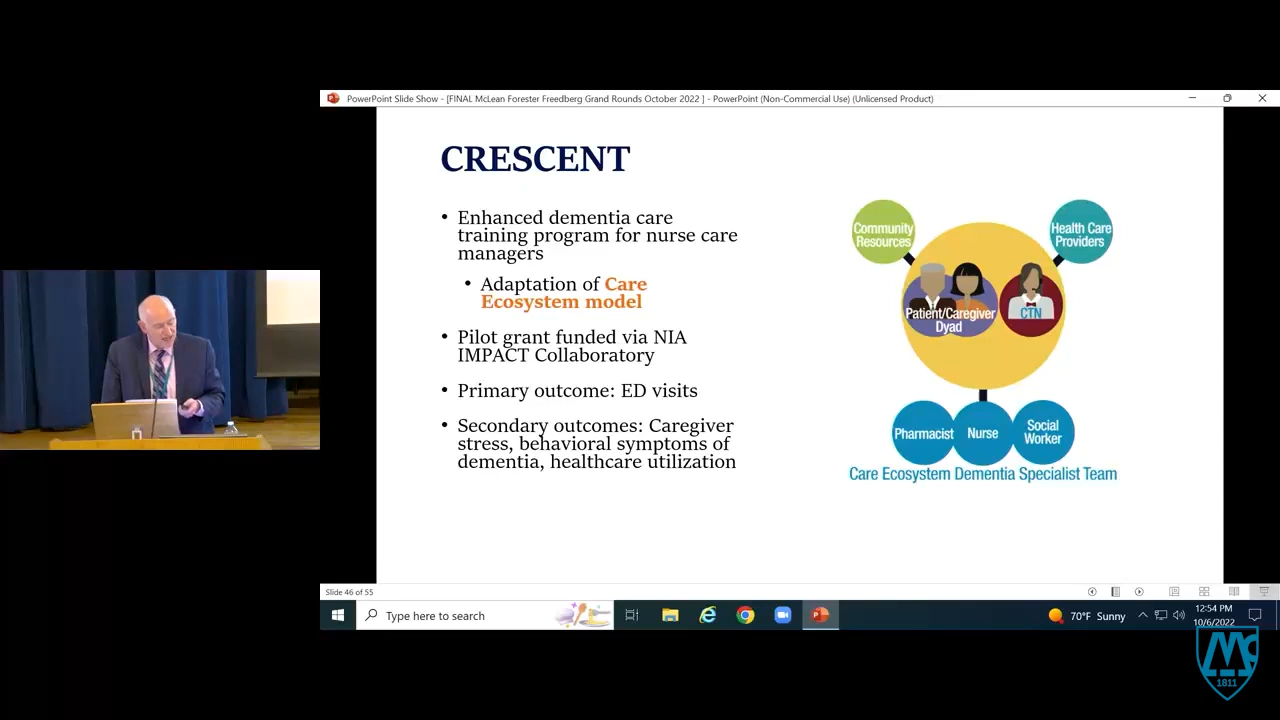 PowerPoint Slide Show - [FINAL McLean Forester Freedberg Grand Rounds October 2022 ] - PowerPoint (Non-Commercial Use) (Unlicensed Product)
CRESCENT
• Enhanced dementia care
training program for nurse care
managers
• Adaptation of Care
Ecosystem model
• Pilot grant funded via NIA
IMPACT Collaboratory
• Primary outcome: ED visits
• Secondary outcomes: Caregiver
stress, behavioral symptoms of
dementia, healthcare utilization
Community
Resources
Health Care
Providers
Patient/Caregiver
Dyad
CTN
Pharmacist
Nurse
Social
Worker
Care Ecosystem Dementia Specialist Team
Slide 46 of 55
Type here to search
70°F Sunny
12:54 PM
10/6/2022
1811